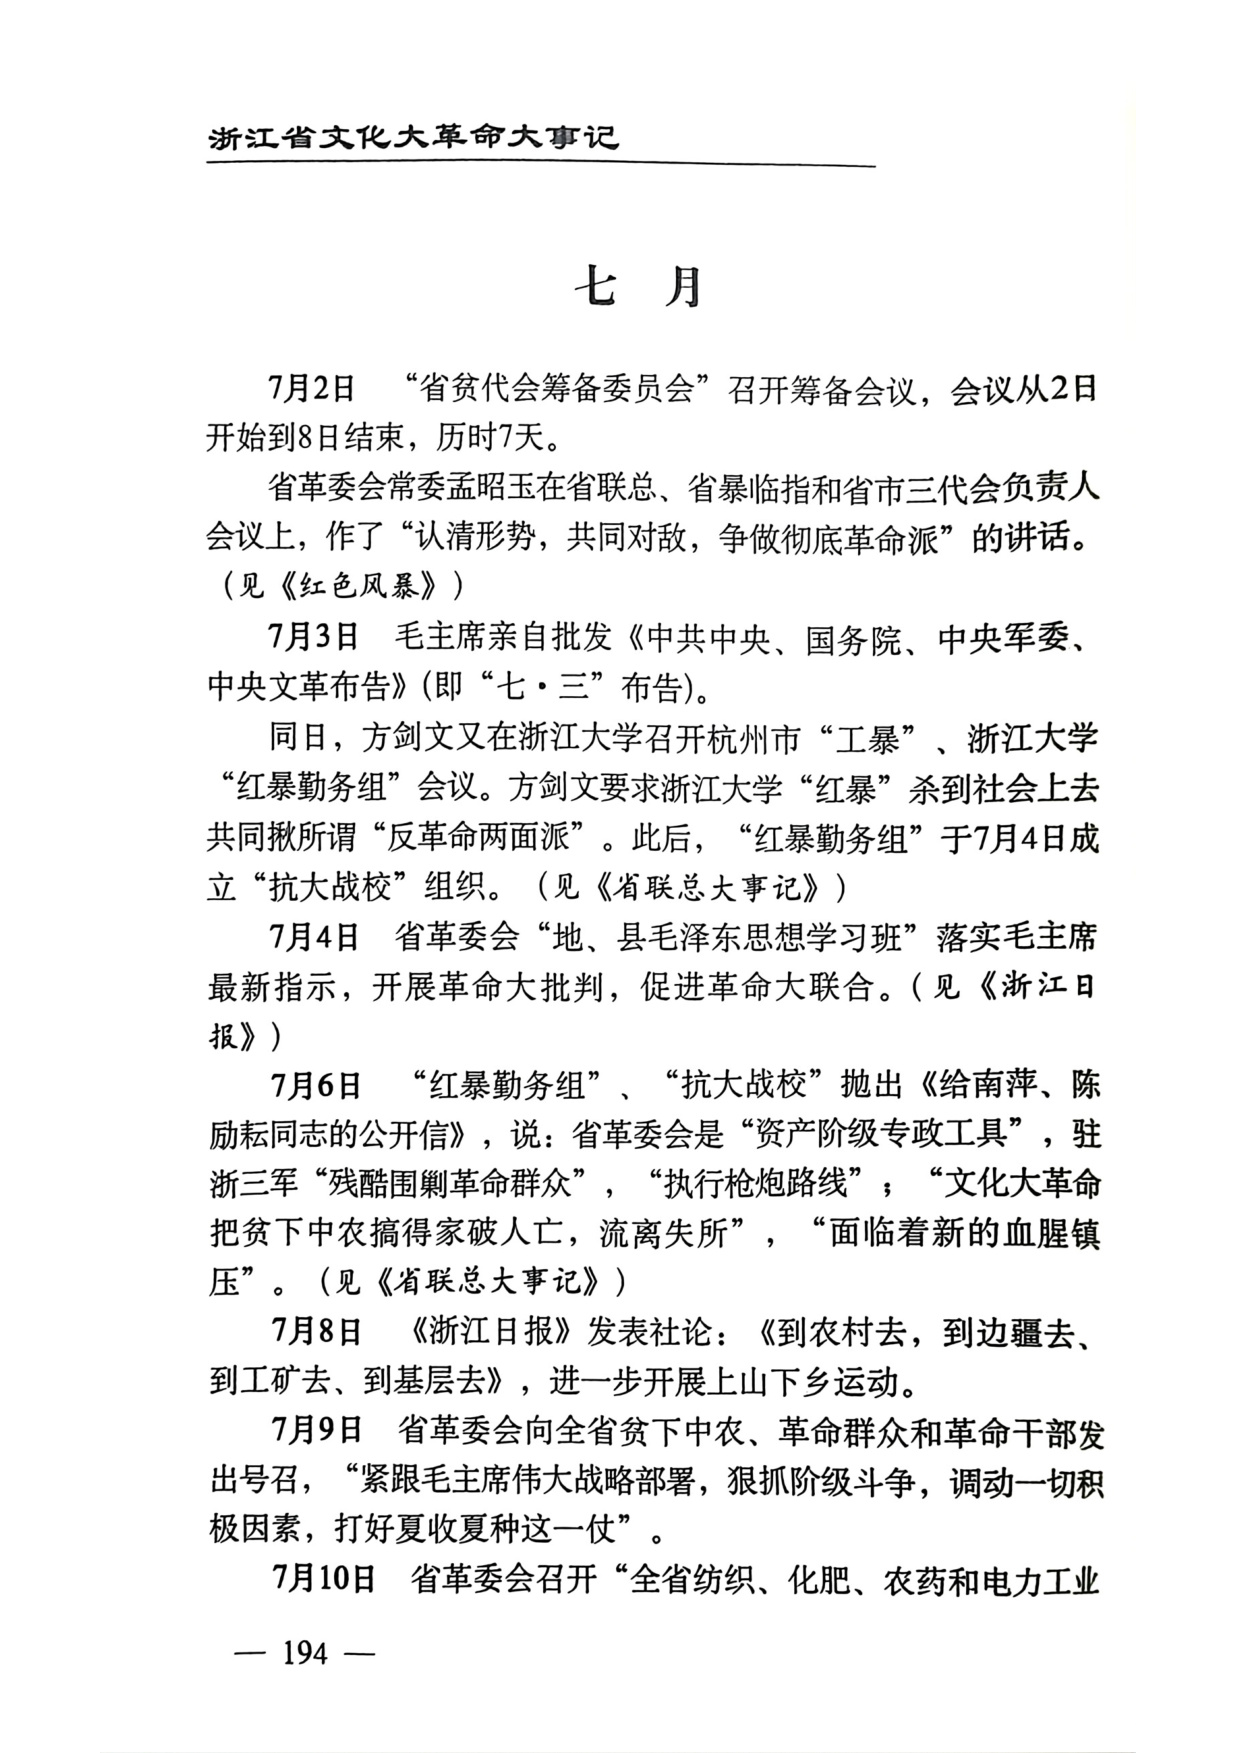 浙江省文化大革命大事记
七 月
7月2日 “省贫代会筹备委员会”召开筹备会议，会议从2日
开始到8日结束，历时7天。
省革委会常委孟昭玉在省联总、省暴临指和省市三代会负责人
会议上，作了“认清形势，共同对敌，争做彻底革命派”的讲话。
（见《红色风暴》）
7月3日 毛主席亲自批发《中共中央、国务院、中央军委、
中央文革布告》(即“七·三”布告)。
同日，方剑文又在浙江大学召开杭州市“工暴”、浙江大学
“红暴勤务组”会议。方剑文要求浙江大学“红暴”杀到社会上去
共同揪所谓“反革命两面派”。此后，“红暴勤务组”于7月4日成
立“抗大战校”组织。（见《省联总大事记》）
7月4日 省革委会“地、县毛泽东思想学习班”落实毛主席
最新指示，开展革命大批判，促进革命大联合。（见《浙江日
报》）
7月6日 “红暴勤务组”、“抗大战校”抛出《给南萍、陈
励耘同志的公开信》，说：省革委会是“资产阶级专政工具”，驻
浙三军“残酷围剿革命群众”，“执行枪炮路线”；“文化大革命
把贫下中农搞得家破人亡，流离失所”，“面临着新的血腥镇
压”。（见《省联总大事记》）
7月8日 《浙江日报》发表社论：《到农村去，到边疆去、
到工矿去、到基层去》，进一步开展上山下乡运动。
7月9日 省革委会向全省贫下中农、革命群众和革命干部发
出号召，“紧跟毛主席伟大战略部署，狠抓阶级斗争，调动一切积
极因素，打好夏收夏种这一仗”。
7月10日 省革委会召开“全省纺织、化肥、农药和电力工业
— 194 —